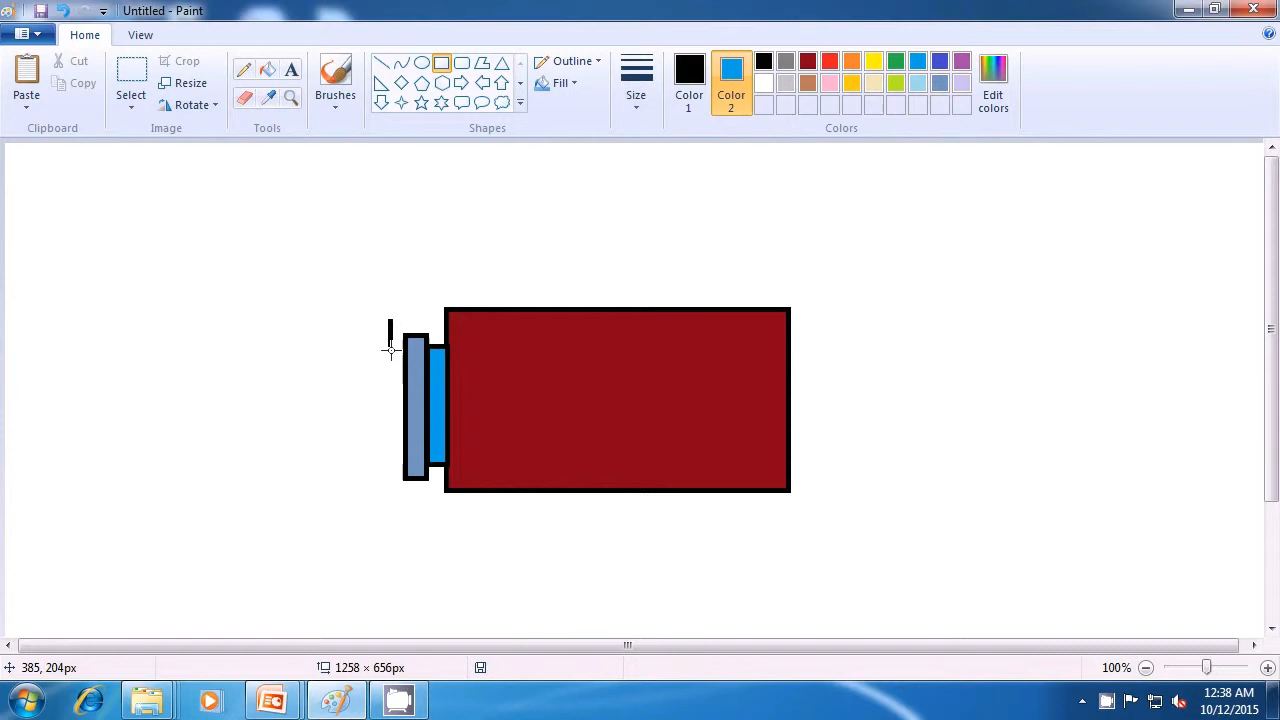 Untitled - Paint
Home
View
Cut
Copy
Paste
Clipboard
Select
Crop
Resize
Rotate
Image
Tools
Brushes
Shapes
Outline
Fill
Size
Color 1
Color 2
Edit colors
Colors
385, 204px
1258 × 656px
100%
12:38 AM
10/12/2015